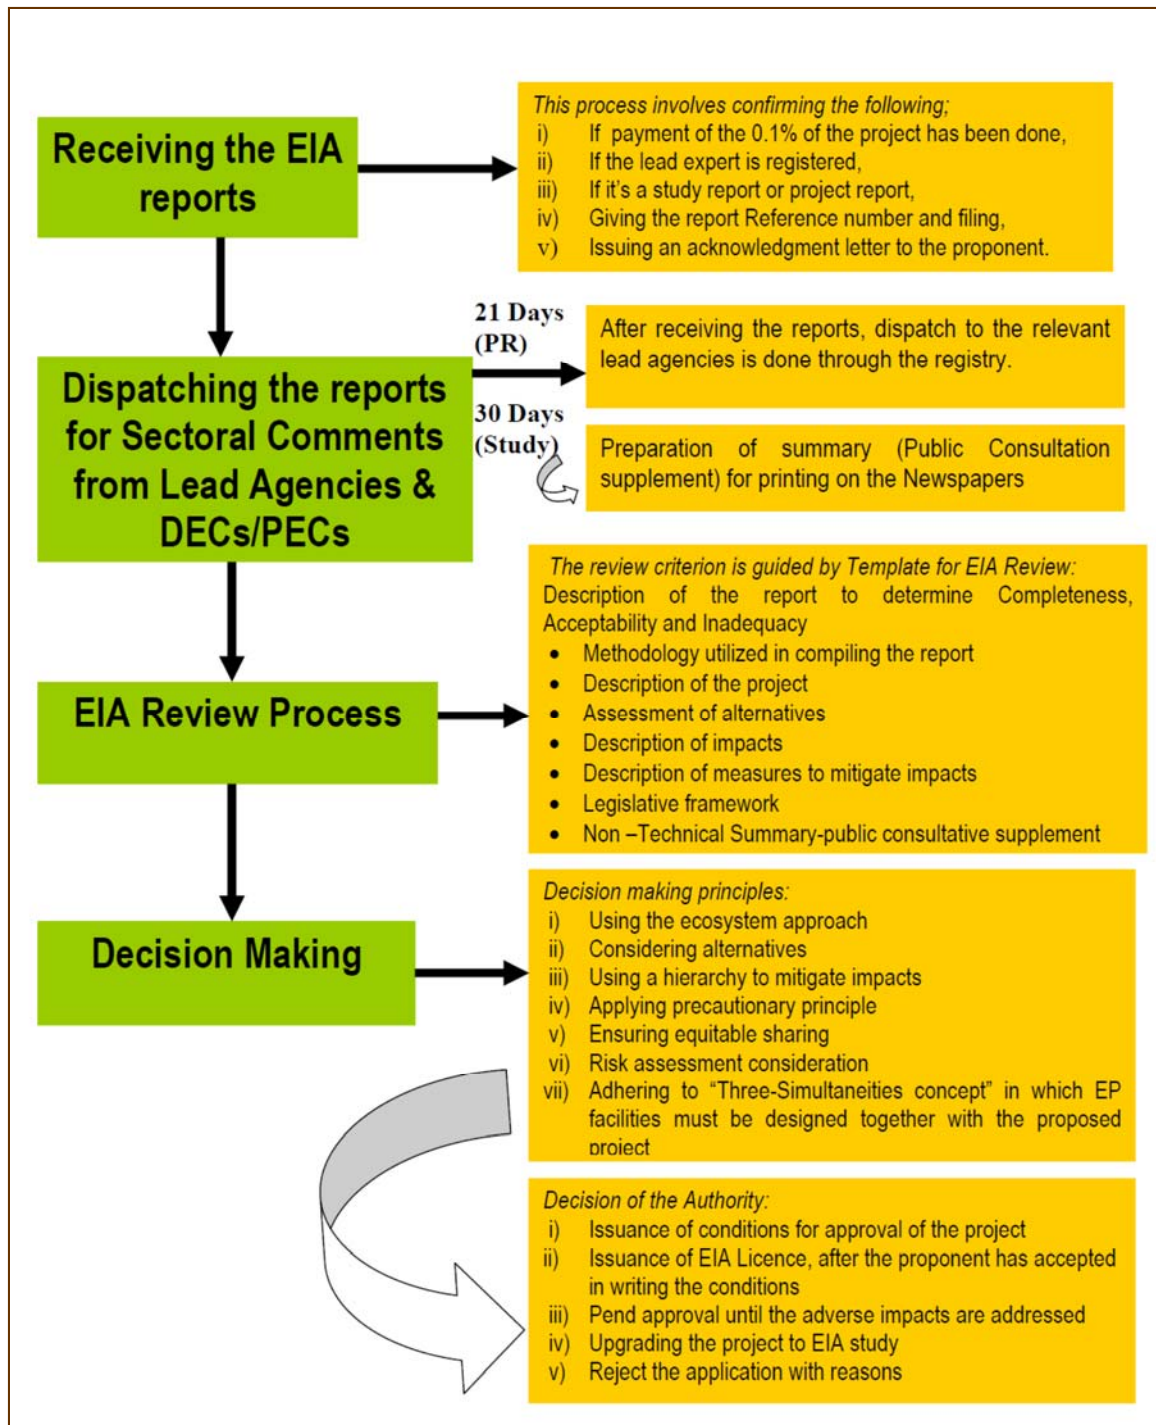 Receiving the EIA
reports
This process involves confirming the following;
i) If payment of the 0.1% of the project has been done,
ii) If the lead expert is registered,
iii) If it's a study report or project report,
iv) Giving the report Reference number and filing,
v) Issuing an acknowledgment letter to the proponent.
21 Days
(PR)
After receiving the reports, dispatch to the relevant
lead agencies is done through the registry.
Dispatching the reports
for Sectoral Comments
from Lead Agencies &
DECs/PECs
30 Days
(Study)
Preparation of summary (Public Consultation
supplement) for printing on the Newspapers
The review criterion is guided by Template for EIA Review:
Description of the report to determine Completeness,
Acceptability and Inadequacy
• Methodology utilized in compiling the report
• Description of the project
• Assessment of alternatives
• Description of impacts
• Description of measures to mitigate impacts
• Legislative framework
• Non –Technical Summary-public consultative supplement
EIA Review Process
Decision Making
Decision making principles:
i) Using the ecosystem approach
ii) Considering alternatives
iii) Using a hierarchy to mitigate impacts
iv) Applying precautionary principle
v) Ensuring equitable sharing
vi) Risk assessment consideration
vii) Adhering to “Three-Simultaneities concept” in which EP
facilities must be designed together with the proposed
project
Decision of the Authority:
i) Issuance of conditions for approval of the project
ii) Issuance of EIA Licence, after the proponent has accepted
in writing the conditions
iii) Pend approval until the adverse impacts are addressed
iv) Upgrading the project to EIA study
v) Reject the application with reasons